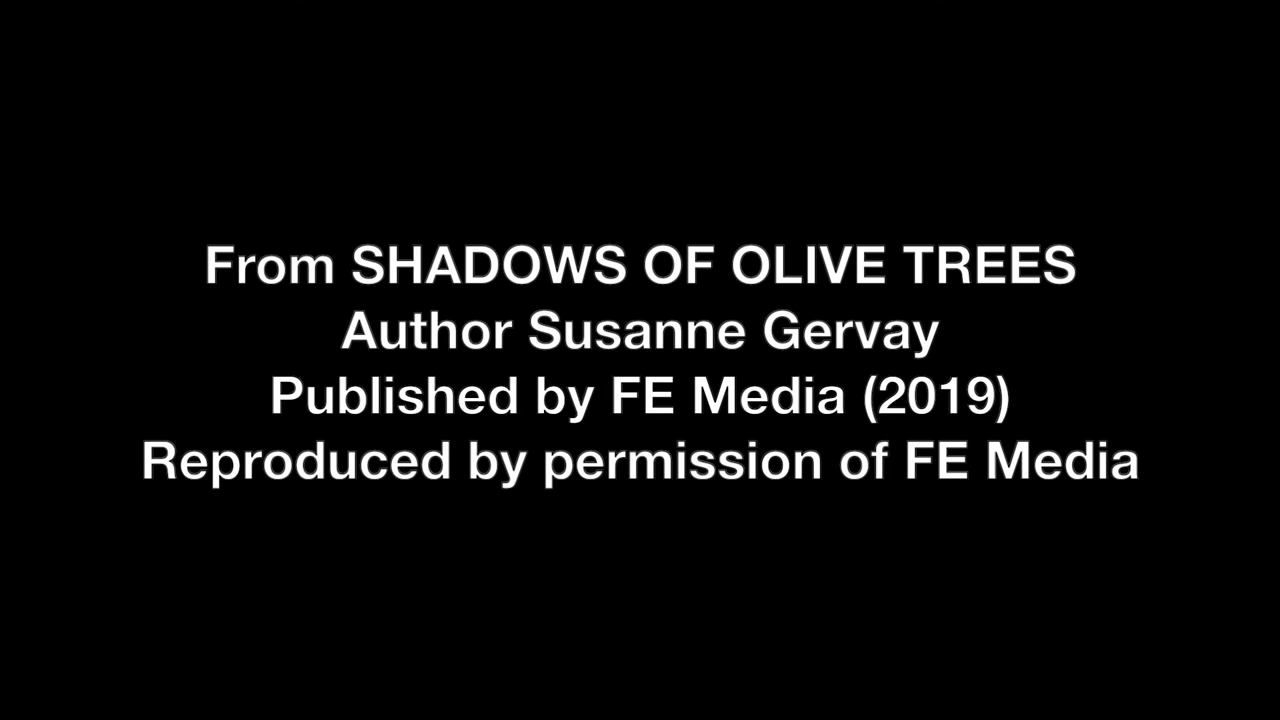 From SHADOWS OF OLIVE TREES
Author Susanne Gervay
Published by FE Media (2019)
Reproduced by permission of FE Media